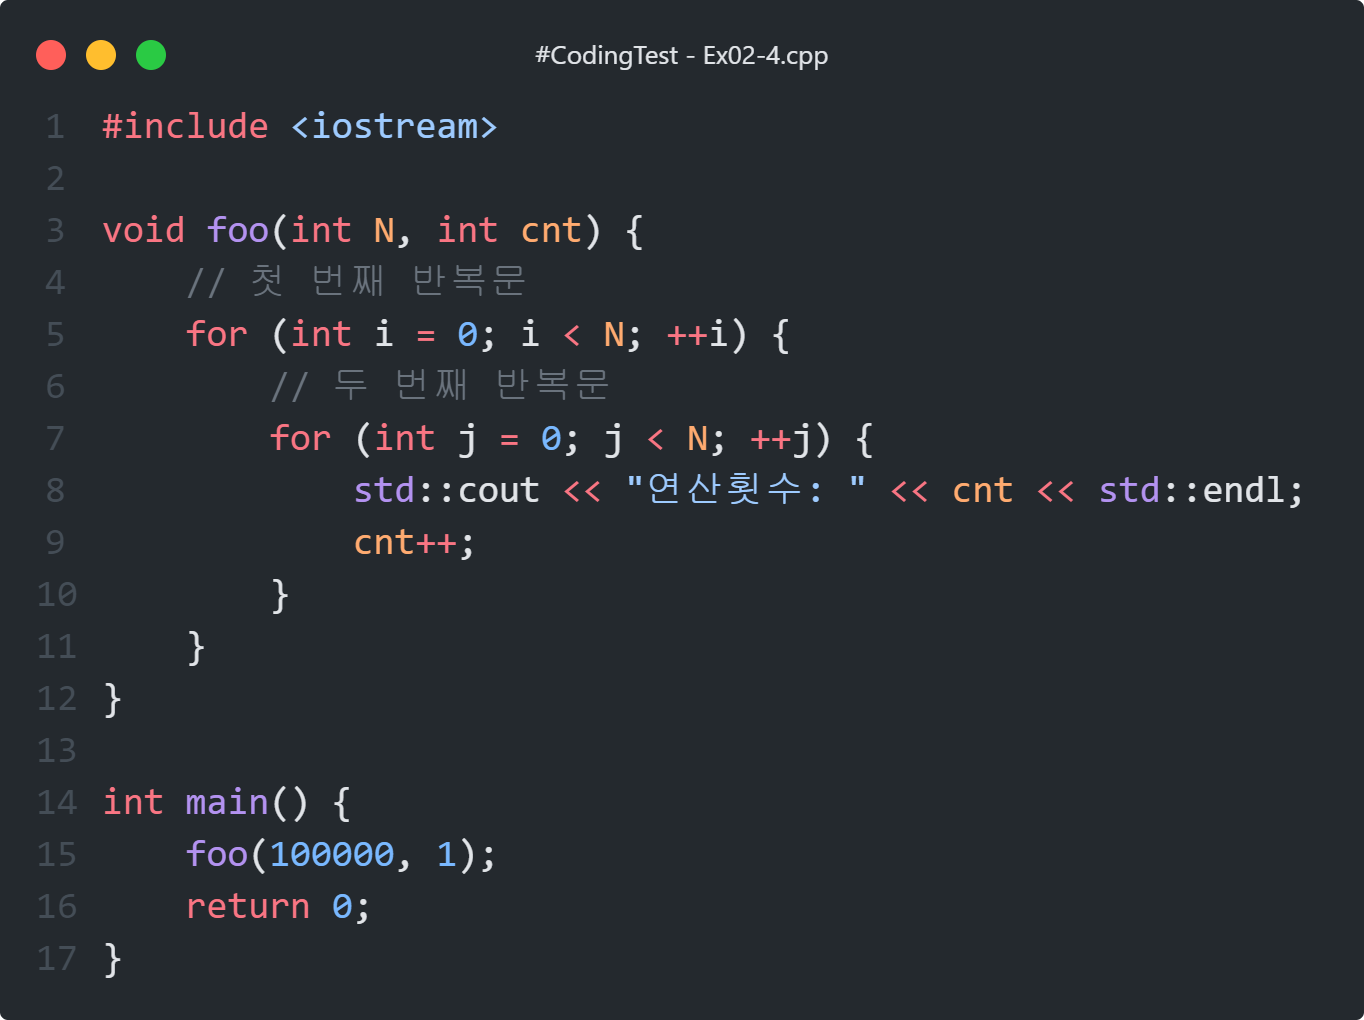 #CodingTest - Ex02-4.cpp
1 #include <iostream>
2
3 void foo(int N, int cnt) {
4     // 첫 번째 반복문
5     for (int i = 0; i < N; ++i) {
6         // 두 번째 반복문
7         for (int j = 0; j < N; ++j) {
8             std::cout << "연산횟수: " << cnt << std::endl;
9             cnt++;
10         }
11     }
12 }
13
14 int main() {
15     foo(100000, 1);
16     return 0;
17 }